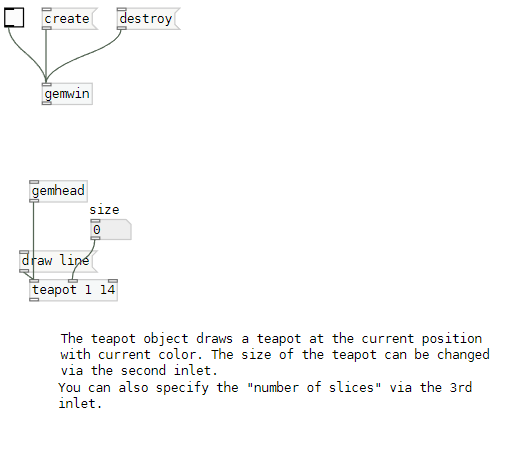 create
destroy
gemwin
gemhead
size
0
draw line
teapot 1 14
The teapot object draws a teapot at the current position
with current color. The size of the teapot can be changed
via the second inlet.
You can also specify the "number of slices" via the 3rd
inlet.